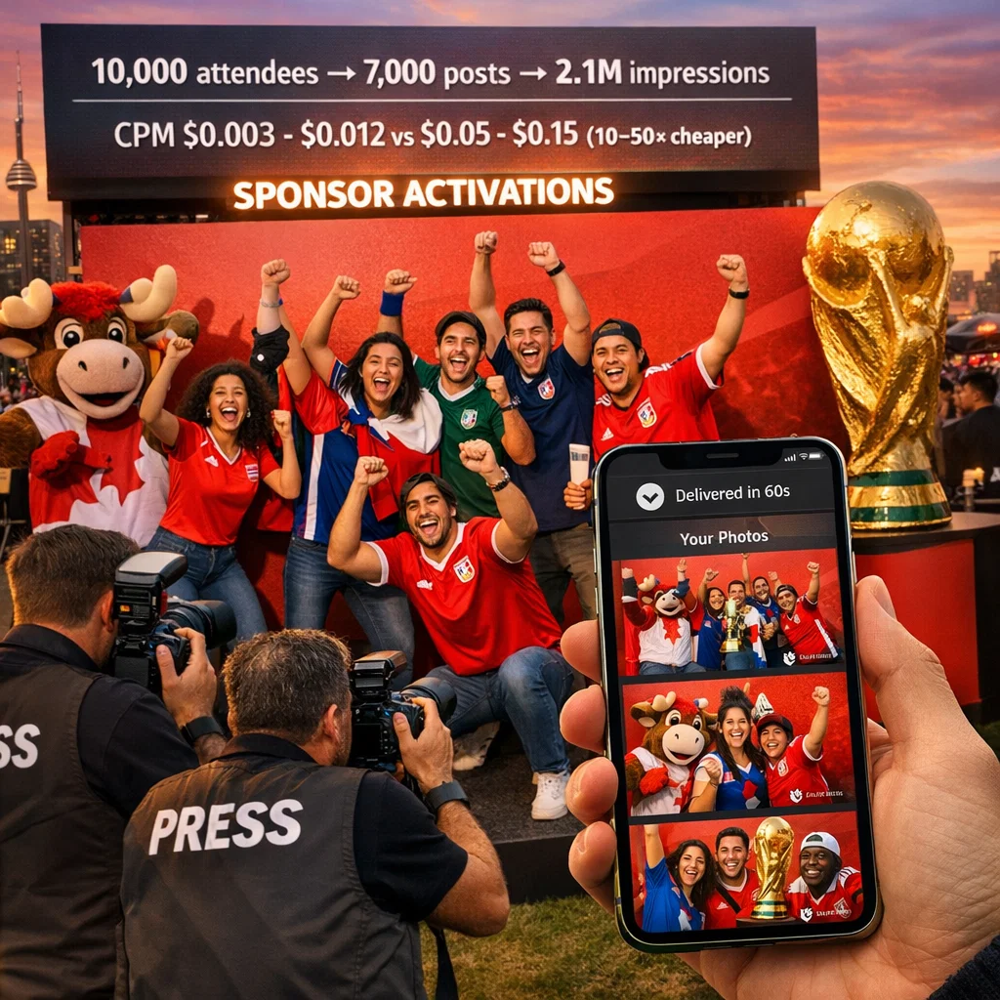 10,000 attendees → 7,000 posts → 2.1M impressions
CPM $0.003 - $0.012 vs $0.05 - $0.15 (10–50× cheaper)
SPONSOR ACTIVATIONS
Delivered in 60s
Your Photos
SS
PRESS